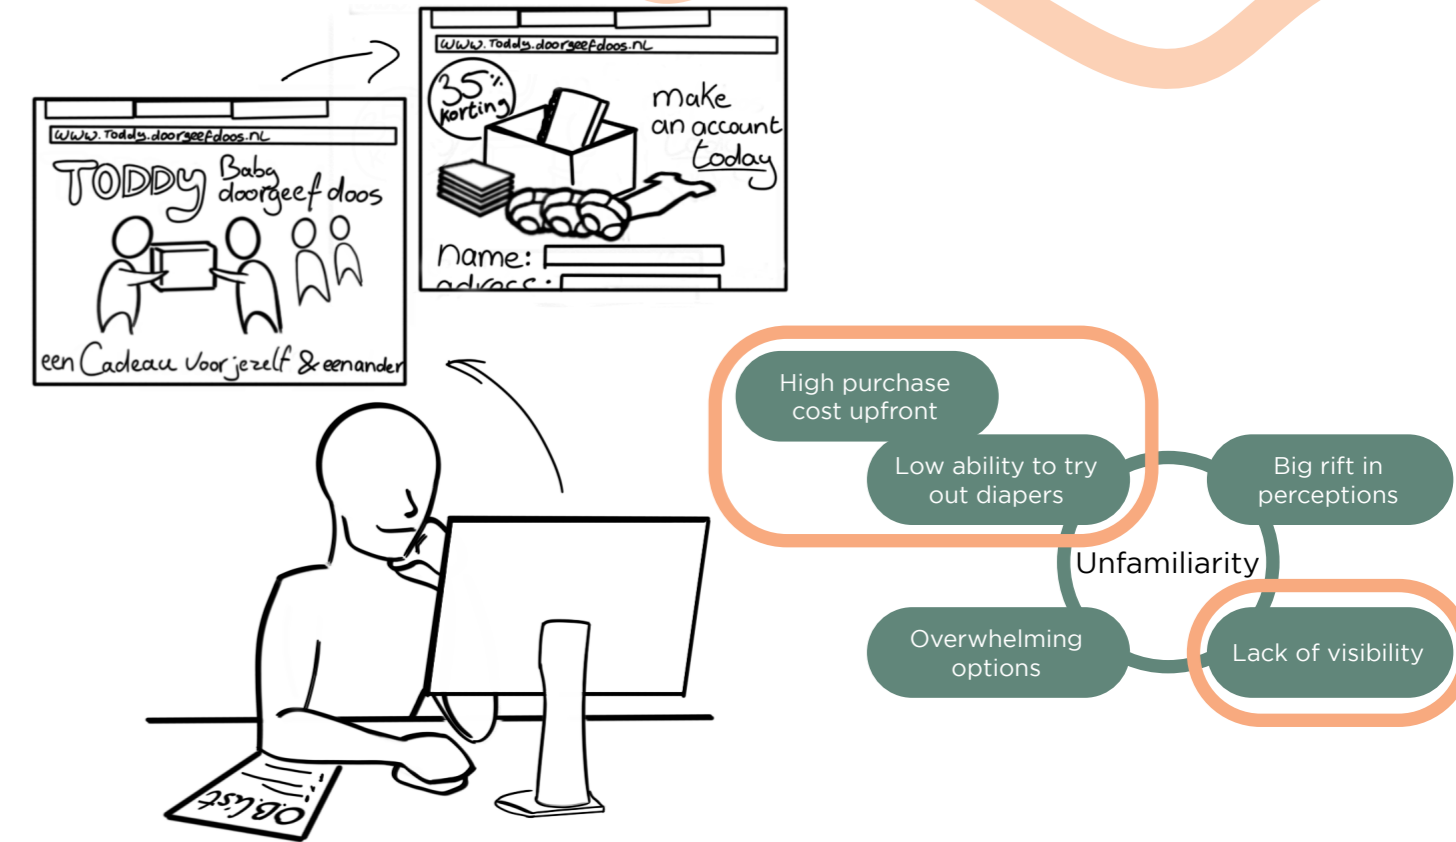 www.Toddy.doorgeefdoos.nl
35%
korting
make
an account
today
name:
adress:
www.Toddy.doorgeefdoos.nl
TODDY Baby
doorgeef doos
een Cadeau voor jezelf & eenander
O.B. list
High purchase
cost upfront
Low ability to try
out diapers
Big rift in
perceptions
Unfamiliarity
Overwhelming
options
Lack of visibility